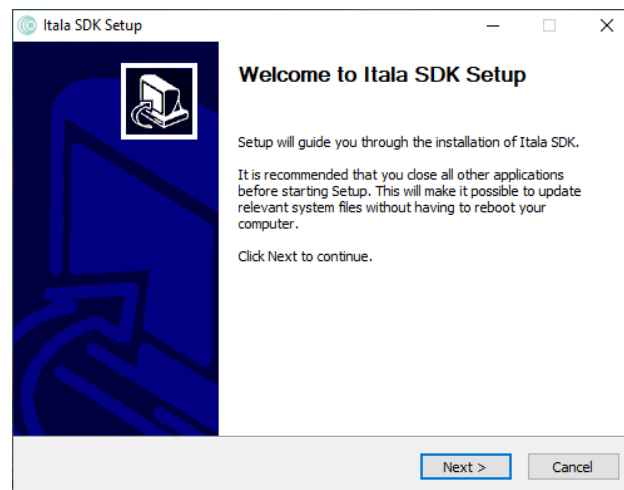 Itala SDK Setup
Welcome to Itala SDK Setup
Setup will guide you through the installation of Itala SDK.
It is recommended that you close all other applications
before starting Setup. This will make it possible to update
relevant system files without having to reboot your
computer.
Click Next to continue.
Next >
Cancel